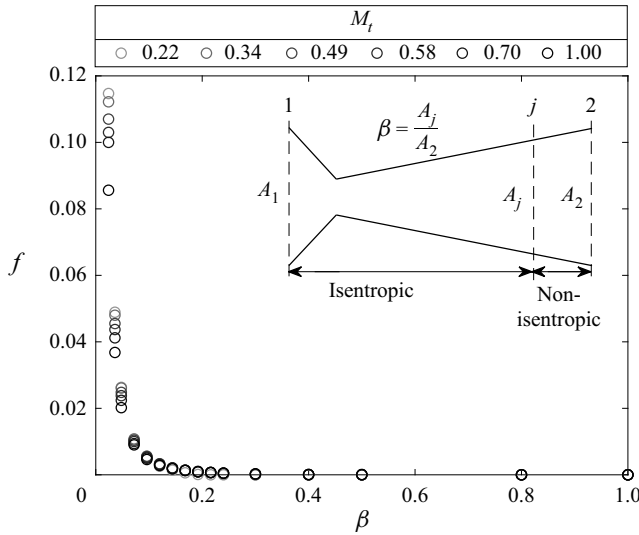 M_t
0.22 0.34 0.49 0.58 0.70 1.00
0.12
0.10
0.08
0.06
0.04
0.02
0
0.2
0.4
0.6
0.8
1.0
f
β
1
j
2
β = A_j / A_2
A_1
A_j
A_2
Isentropic
Non-
isentropic